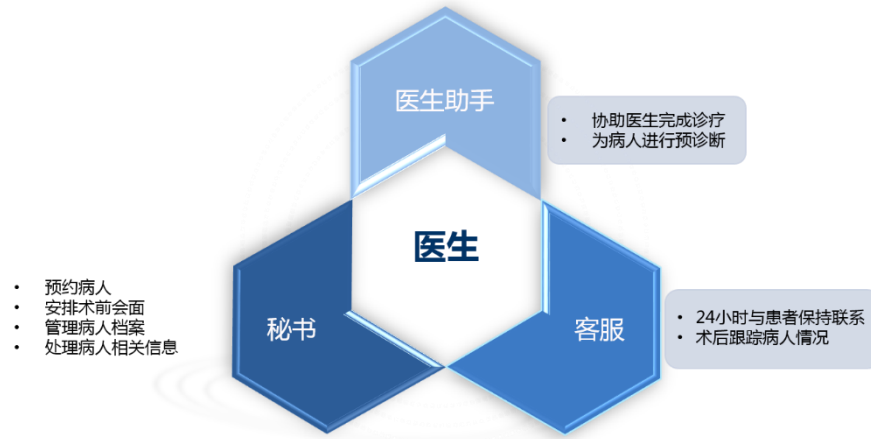 医生助手
• 协助医生完成诊疗
• 为病人进行预诊断
医生
• 预约病人
• 安排术前会面
• 管理病人档案
• 处理病人相关信息
秘书
客服
• 24小时与患者保持联系
• 术后跟踪病人情况